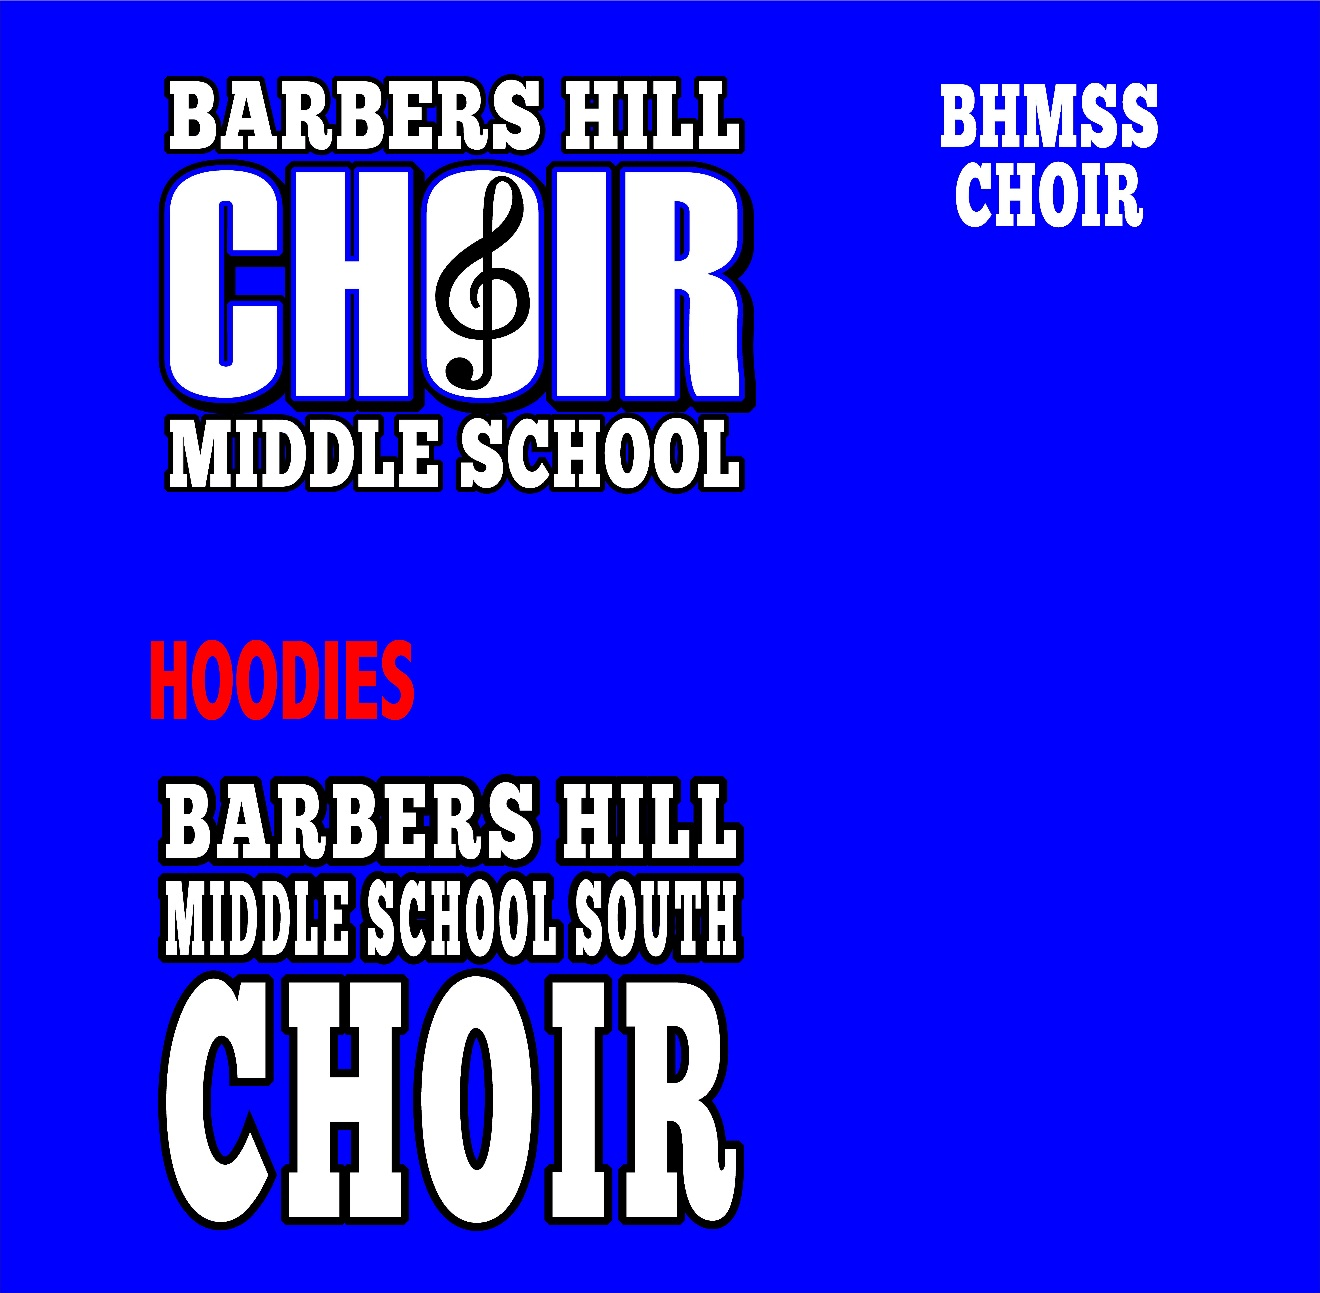 BARBERS HILL
CHOIR
MIDDLE SCHOOL
BHMSS
CHOIR
HOODIES
BARBERS HILL
MIDDLE SCHOOL SOUTH
CHOIR